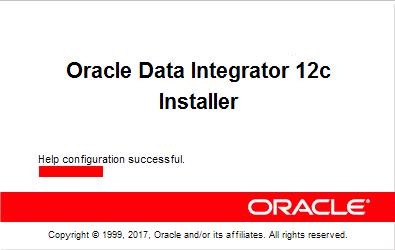 Oracle Data Integrator 12c
Installer
Help configuration successful.
ORACLE®
Copyright © 1999, 2017, Oracle and/or its affiliates. All rights reserved.